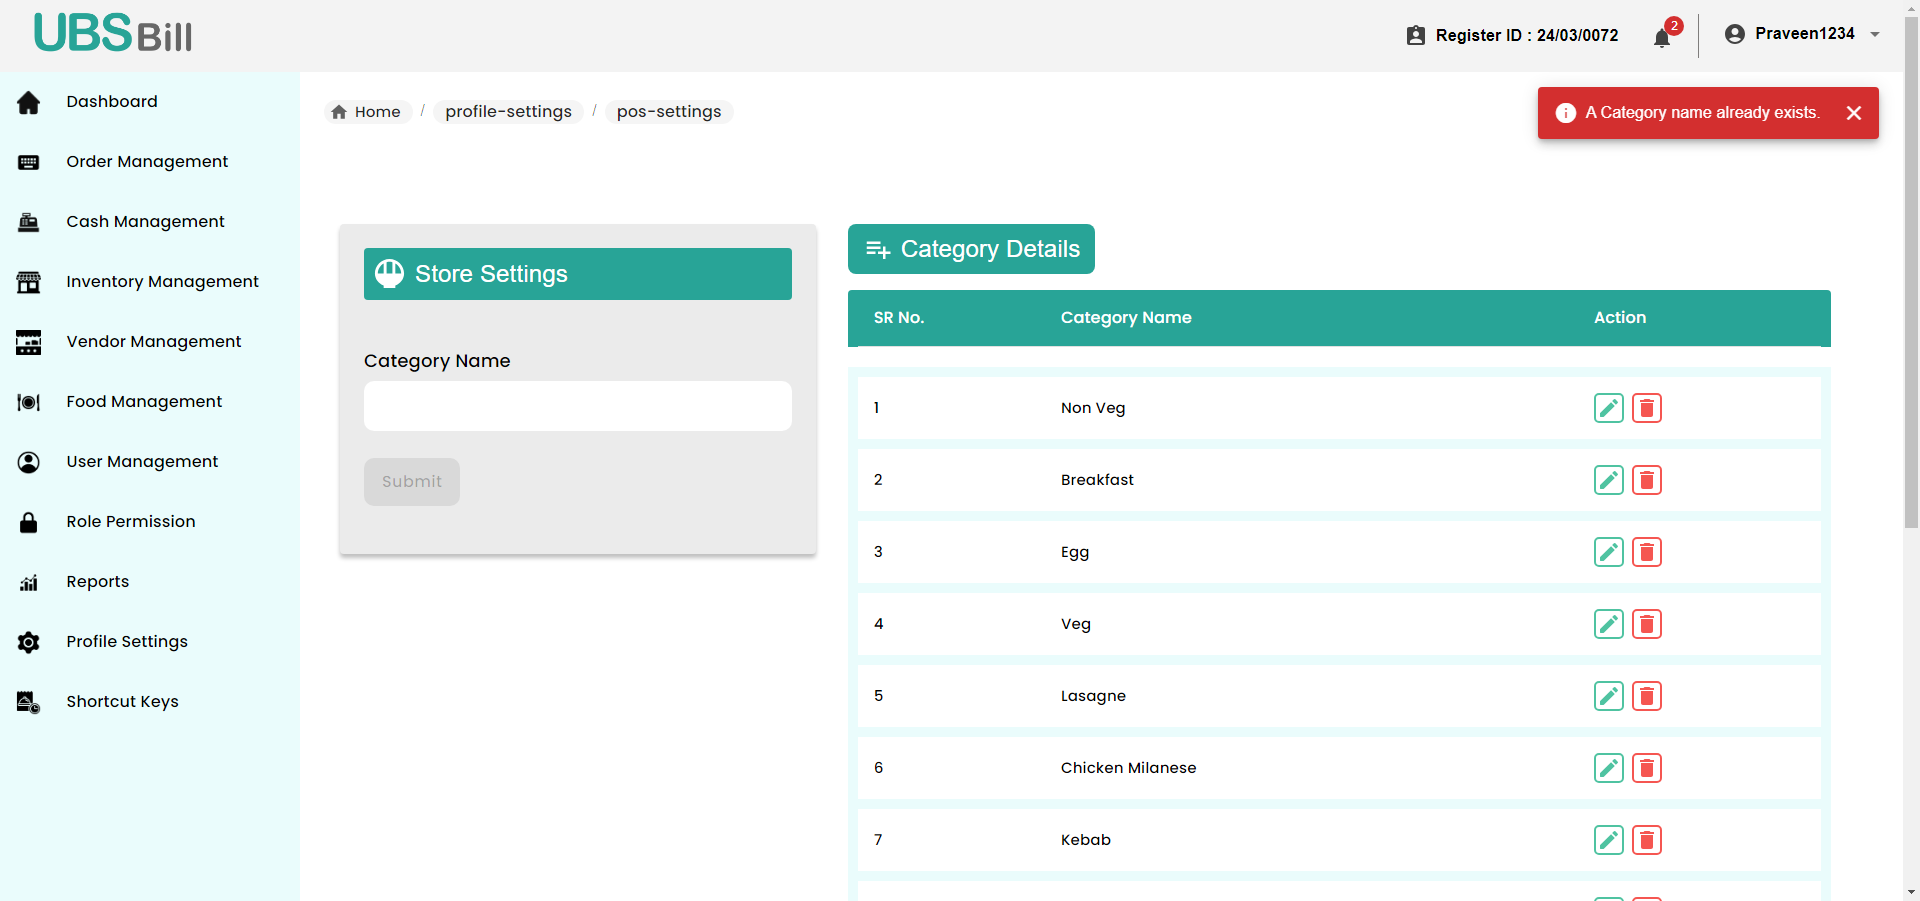 UBS Bill
Register ID : 24/03/0072
2
Praveen1234
Dashboard
Order Management
Cash Management
Inventory Management
Vendor Management
Food Management
User Management
Role Permission
Reports
Profile Settings
Shortcut Keys
Home / profile-settings / pos-settings
A Category name already exists.
Store Settings
Category Name
Submit
Category Details
SR No. Category Name Action
1 Non Veg
2 Breakfast
3 Egg
4 Veg
5 Lasagne
6 Chicken Milanese
7 Kebab